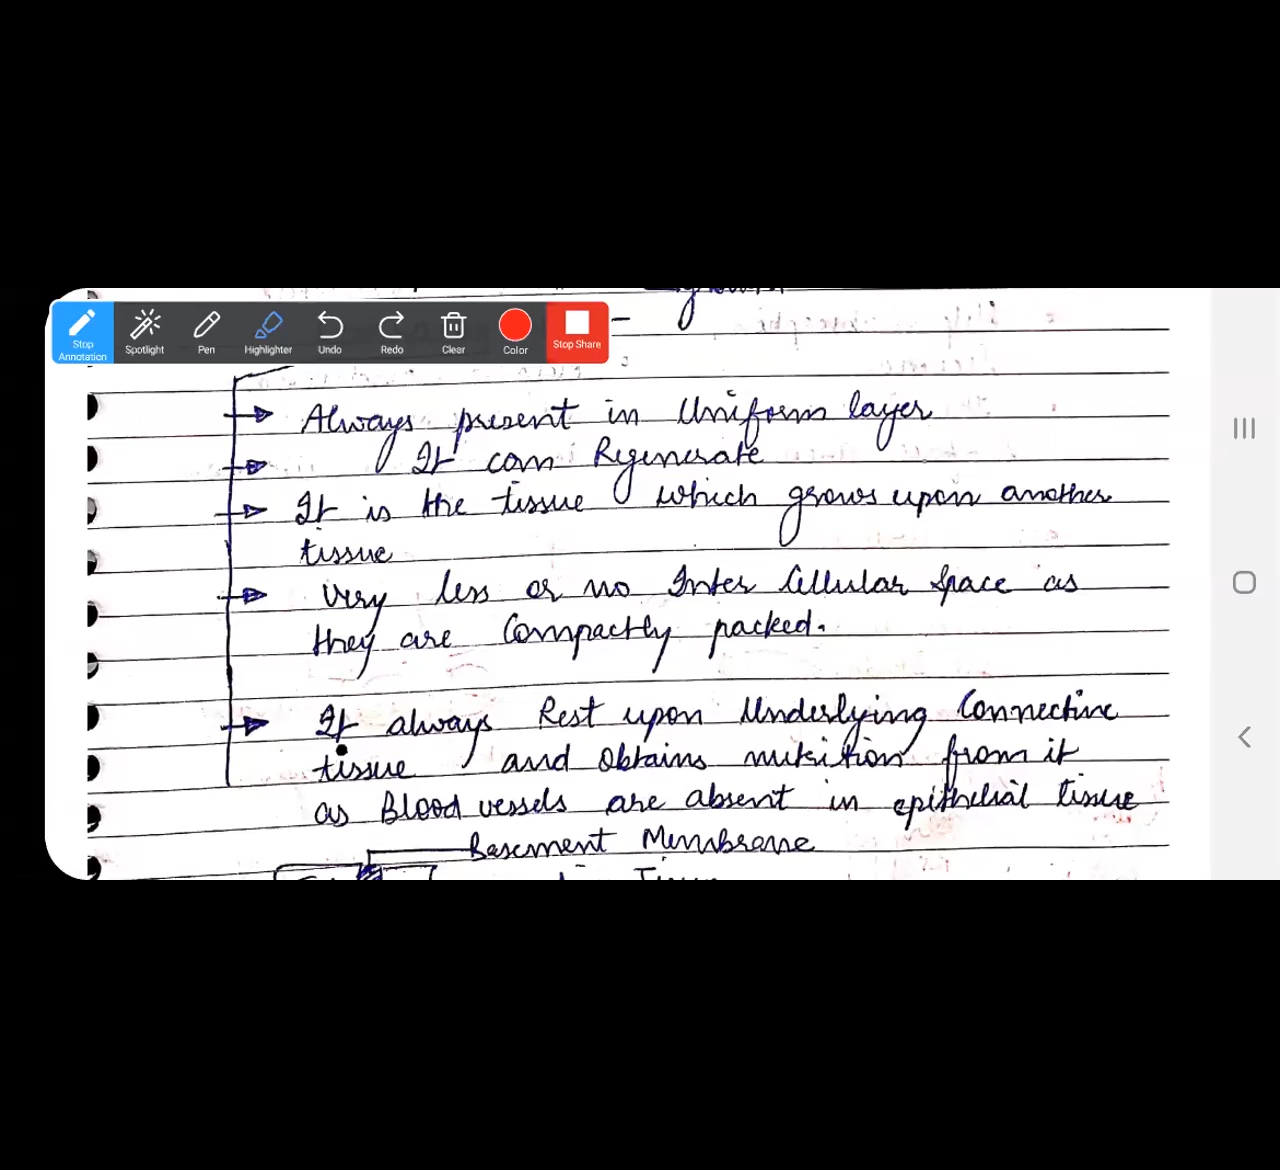 Stop Annotation
Spotlight
Pen
Highlighter
Undo
Redo
Clear
Color
Stop Share
Always present in Uniform layer
It can Regenerate
It is the tissue which grows upon another
tissue
very less or no Inter Cellular Space as
they are Compactly packed.
It always Rest upon Underlying Connective
tissue and obtains nutrition from it
as Blood vessels are absent in epithelial tissue
Basement Membrane